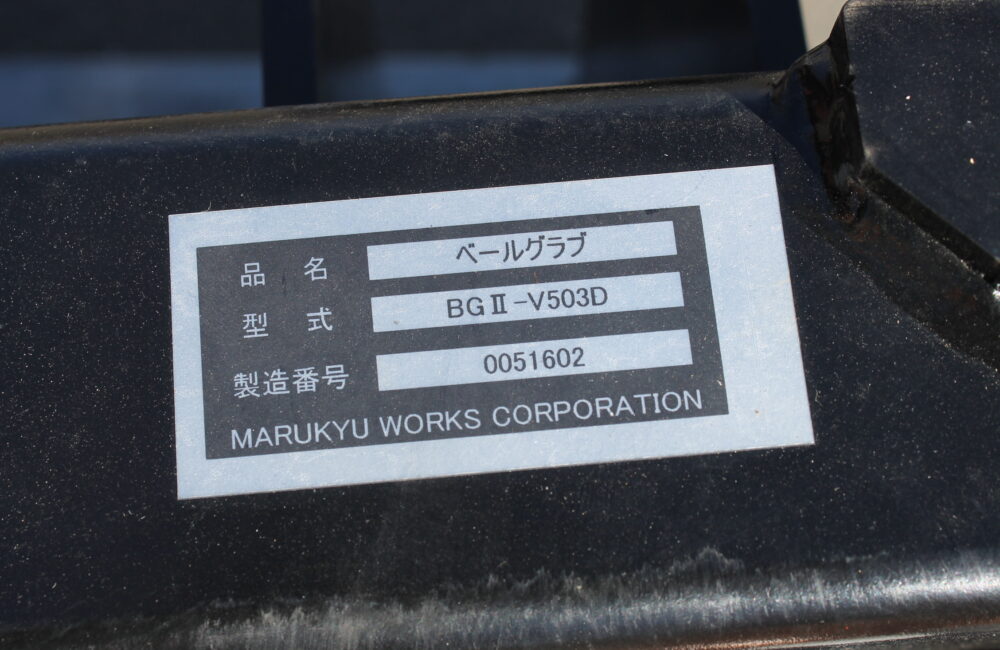 品 名 ベールグラブ
型 式 BGⅡ-V503D
製造番号 0051602
MARUKYU WORKS CORPORATION